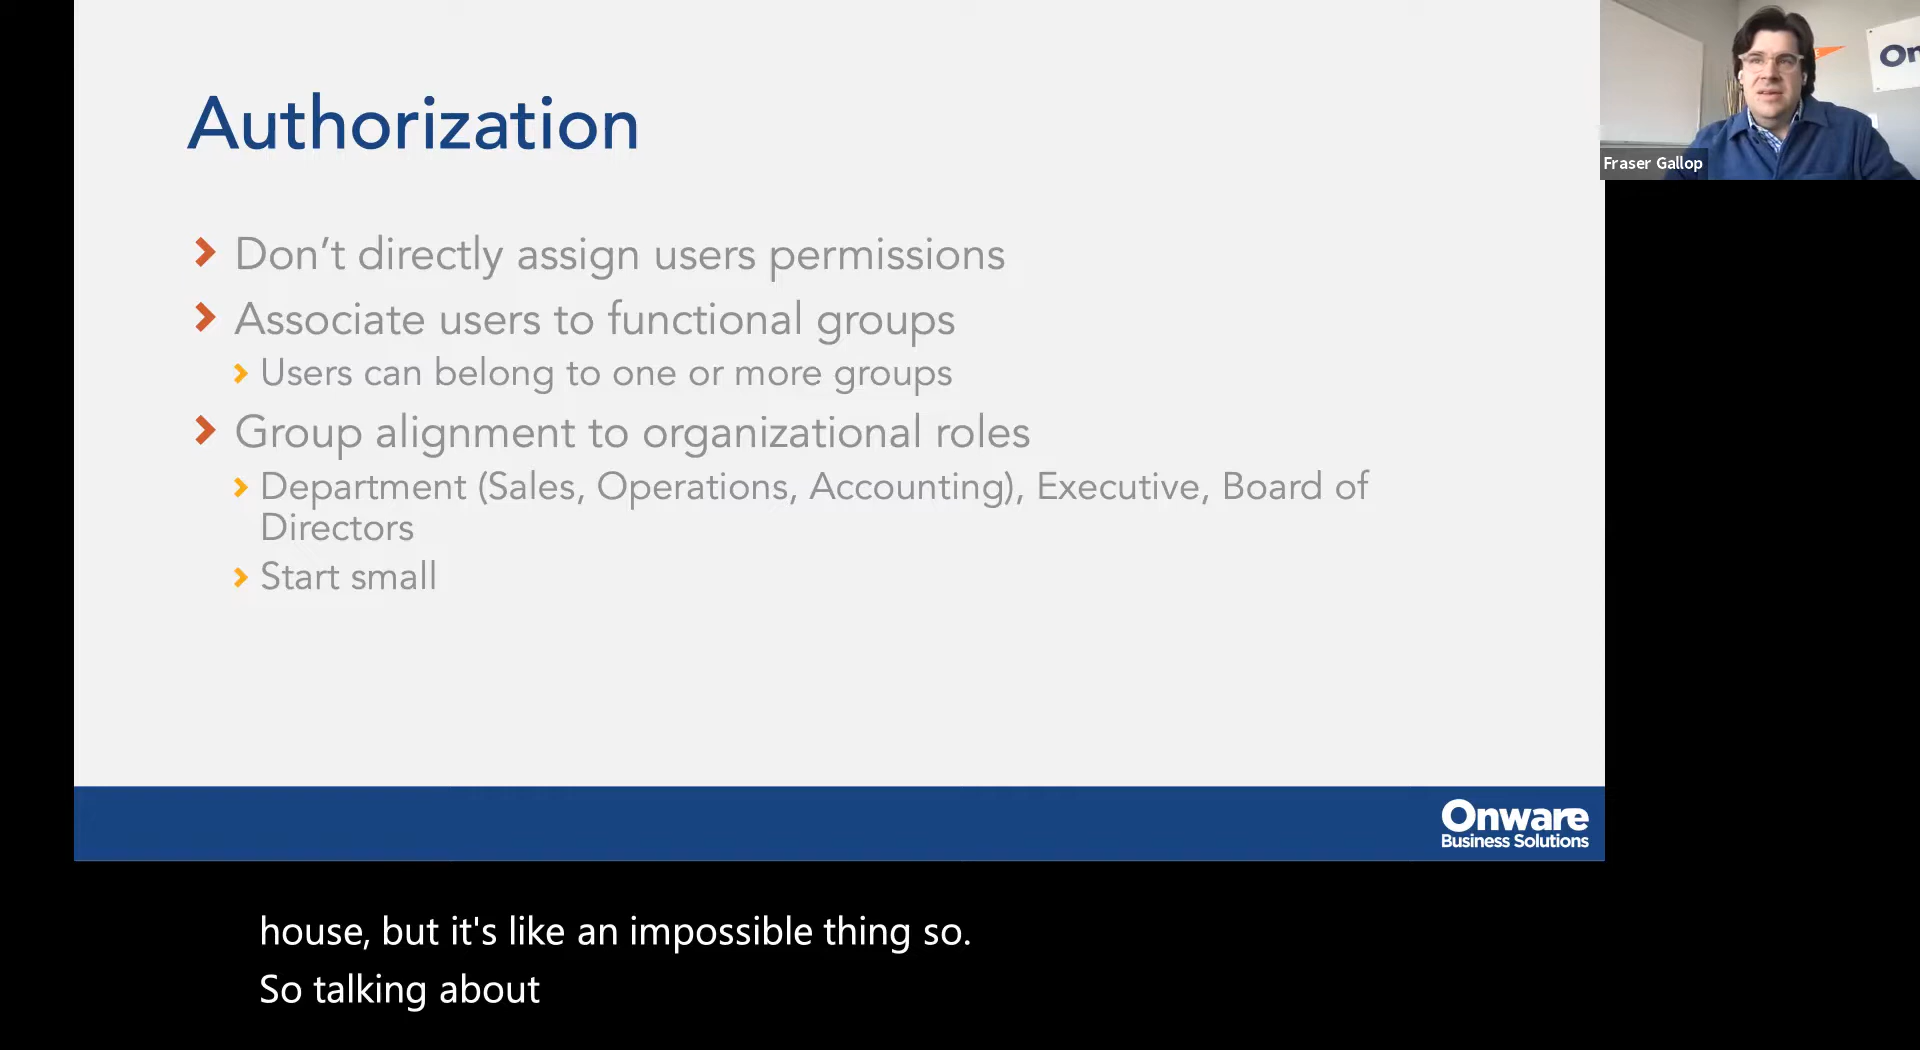 Authorization
Don't directly assign users permissions
Associate users to functional groups
Users can belong to one or more groups
Group alignment to organizational roles
Department (Sales, Operations, Accounting), Executive, Board of
Directors
Start small
Onware
Business Solutions
Fraser Gallop
house, but it's like an impossible thing so.
So talking about